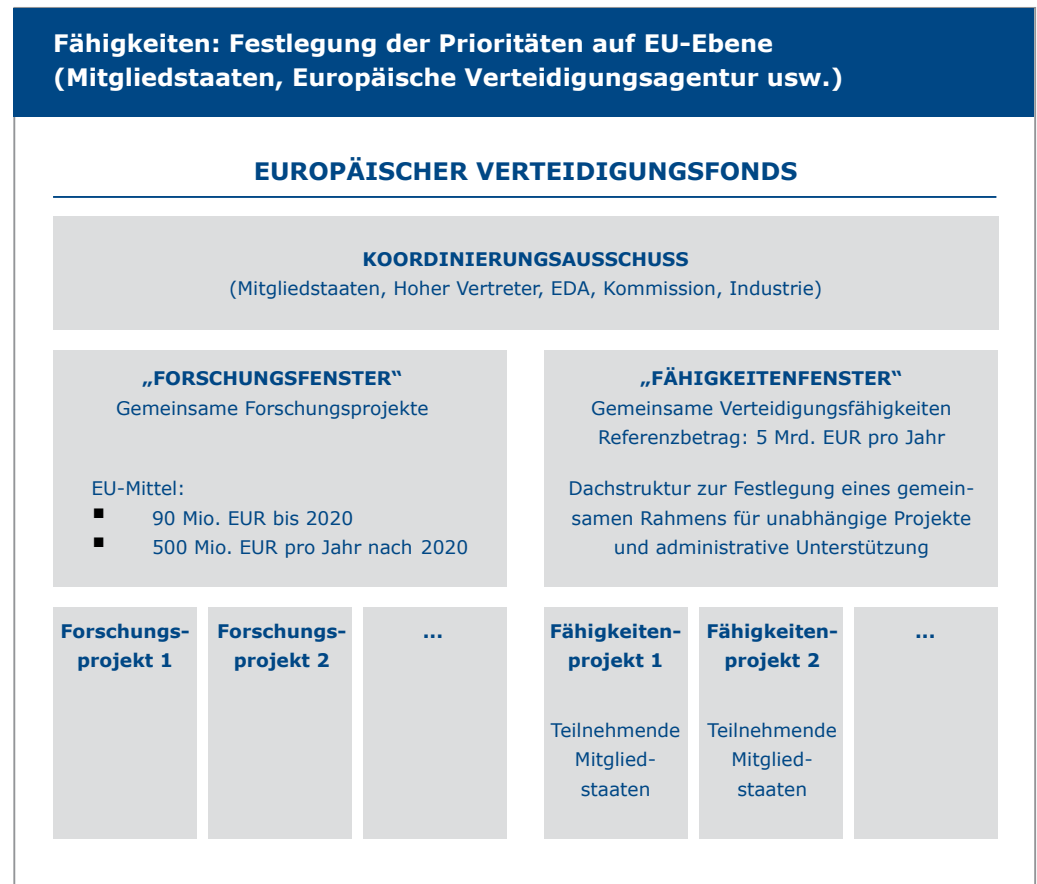 Fähigkeiten: Festlegung der Prioritäten auf EU-Ebene
(Mitgliedstaaten, Europäische Verteidigungsagentur usw.)
EUROPÄISCHER VERTEIDIGUNGSFONDS
KOORDINIERUNGSAUSSCHUSS
(Mitgliedstaaten, Hoher Vertreter, EDA, Kommission, Industrie)
„FORSCHUNGSFENSTER“
Gemeinsame Forschungsprojekte
EU-Mittel:
▪ 90 Mio. EUR bis 2020
▪ 500 Mio. EUR pro Jahr nach 2020
„FÄHIGKEITENFENSTER“
Gemeinsame Verteidigungsfähigkeiten
Referenzbetrag: 5 Mrd. EUR pro Jahr
Dachstruktur zur Festlegung eines gemein-
samen Rahmens für unabhängige Projekte
und administrative Unterstützung
Forschungs-
projekt 1
Forschungs-
projekt 2
...
Fähigkeiten-
projekt 1
Teilnehmende
Mitglied-
staaten
Fähigkeiten-
projekt 2
Teilnehmende
Mitglied-
staaten
...